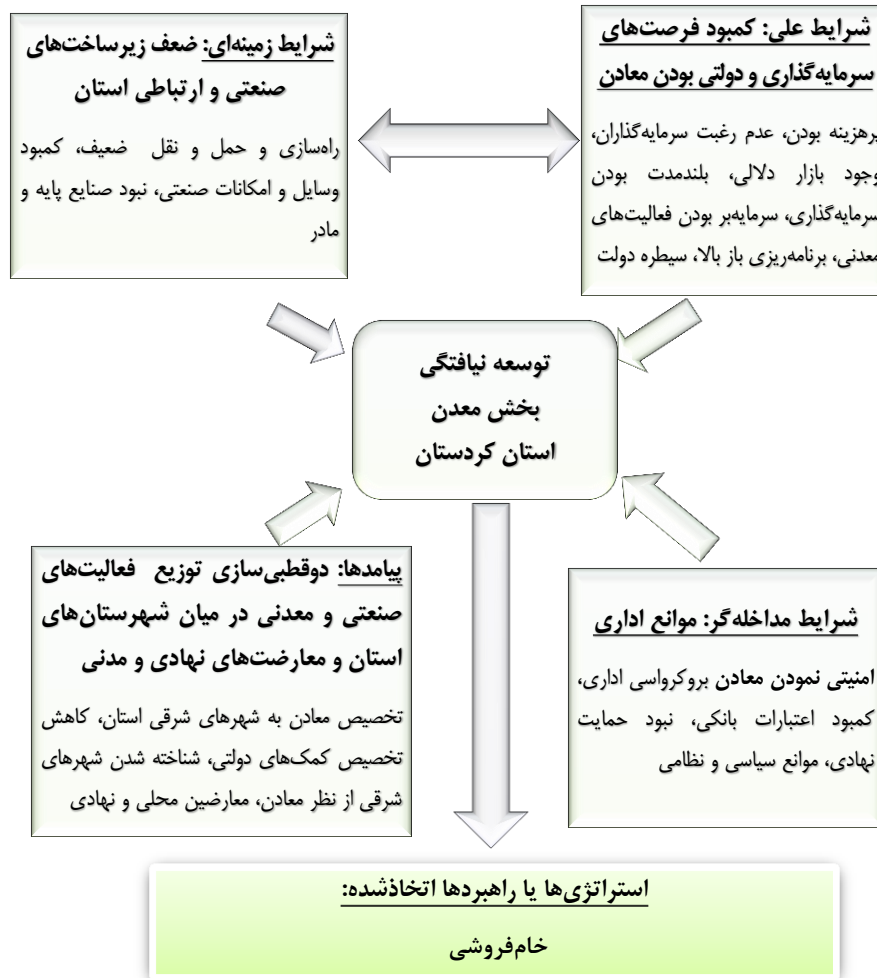 شرایط علی: کمبود فرصت‌های
سرمایه‌گذاری و دولتی بودن معادن
پرهزینه بودن، عدم رغبت سرمایه‌گذاران،
وجود بازار دلالی، بلندمدت بودن
سرمایه‌گذاری، سرمایه‌بر بودن فعالیت‌های
معدنی، برنامه‌ریزی باز بالا، سیطره دولت
شرایط زمینه‌ای: ضعف زیرساخت‌های
صنعتی و ارتباطی استان
راه‌سازی و حمل و نقل ضعیف، کمبود
وسایل و امکانات صنعتی، نبود صنایع پایه و
مادر
توسعه نیافتگی
بخش معدن
استان کردستان
شرایط مداخله‌گر: موانع اداری
امنیتی نمودن معادن بروکرواسی اداری،
کمبود اعتبارات بانکی، نبود حمایت
نهادی، موانع سیاسی و نظامی
پیامدها: دوقطبی‌سازی توزیع فعالیت‌های
صنعتی و معدنی در میان شهرستان‌های
استان و معارضت‌های نهادی و مدنی
تخصیص معادن به شهرهای شرقی استان، کاهش
تخصیص کمک‌های دولتی، شناخته شدن شهرهای
شرقی از نظر معادن، معارضین محلی و نهادی
استراتژی‌ها یا راهبردها اتخاذشده:
خام‌فروشی